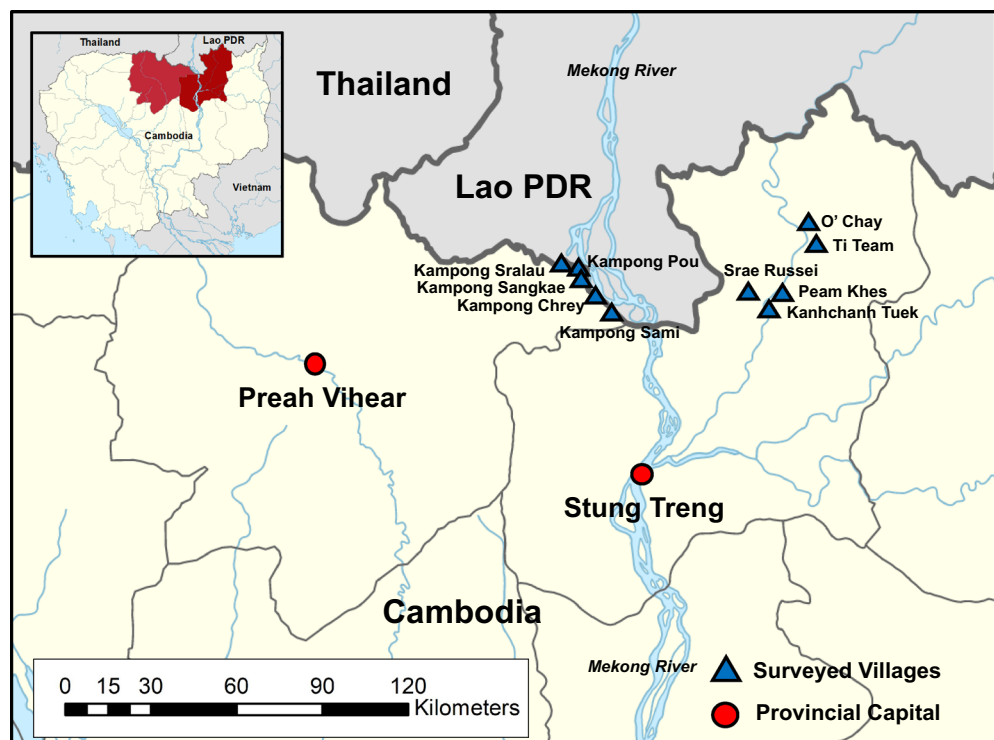 Thailand
Lao PDR
Cambodia
Vietnam
Mekong River
Thailand
Lao PDR
O' Chay
Ti Team
Kampong Pou
Kampong Sralau
Srae Russei
Kampong Sangkae
Peam Khes
Kampong Chrey
Kanhchanh Tuek
Kampong Sami
Preah Vihear
Stung Treng
Cambodia
Mekong River
Surveyed Villages
Provincial Capital
0 15 30 60 90 120
Kilometers